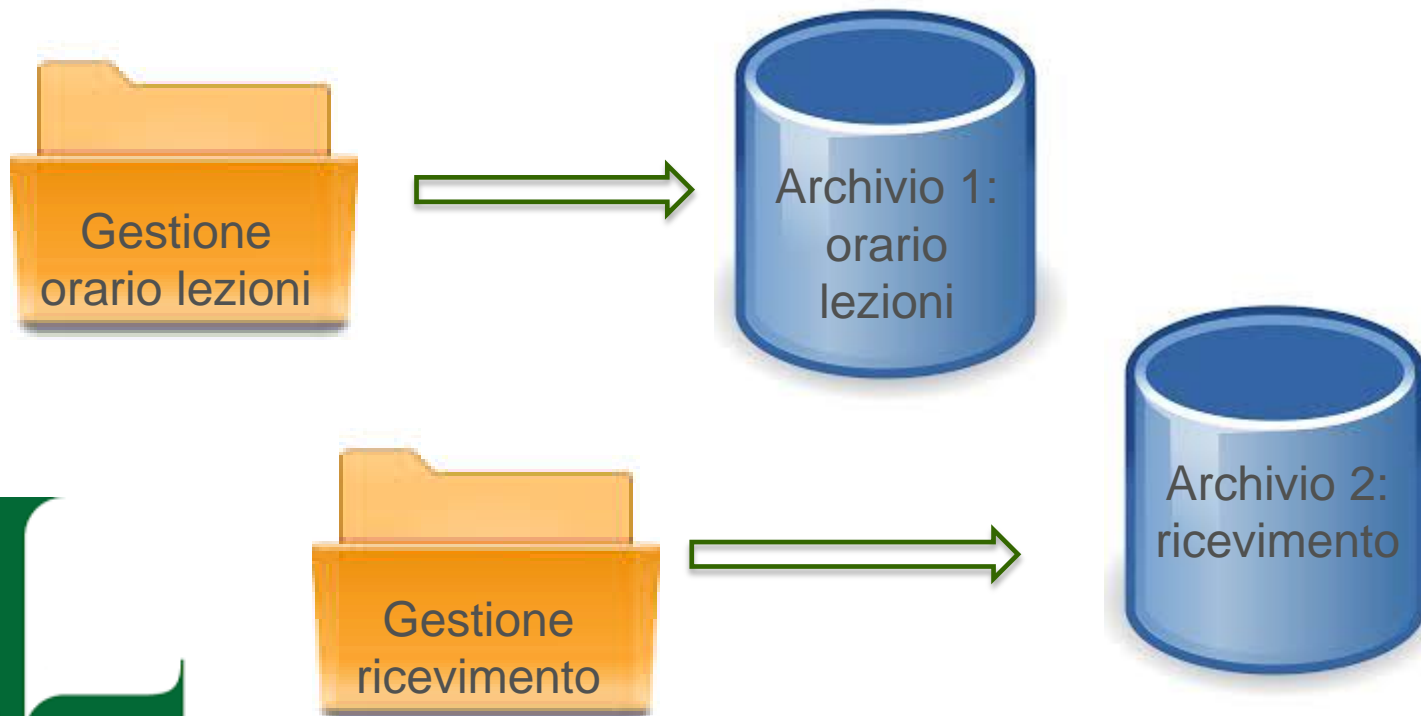 Gestione
orario lezioni
Archivio 1:
orario
lezioni
Gestione
ricevimento
Archivio 2:
ricevimento